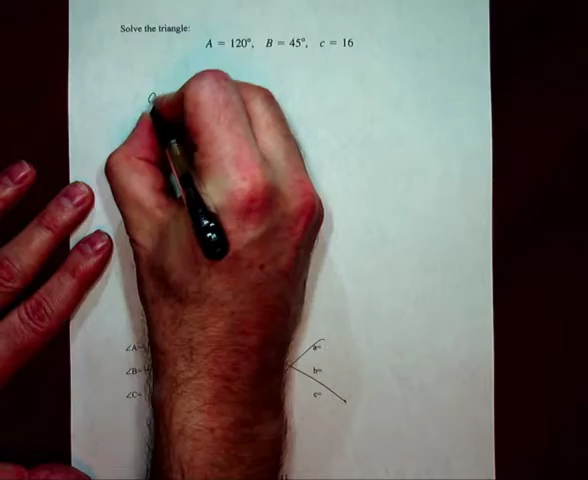 Solve the triangle:
A = 120°, B = 45°, c = 16
∠A= a=
∠B= b=
∠C= c=